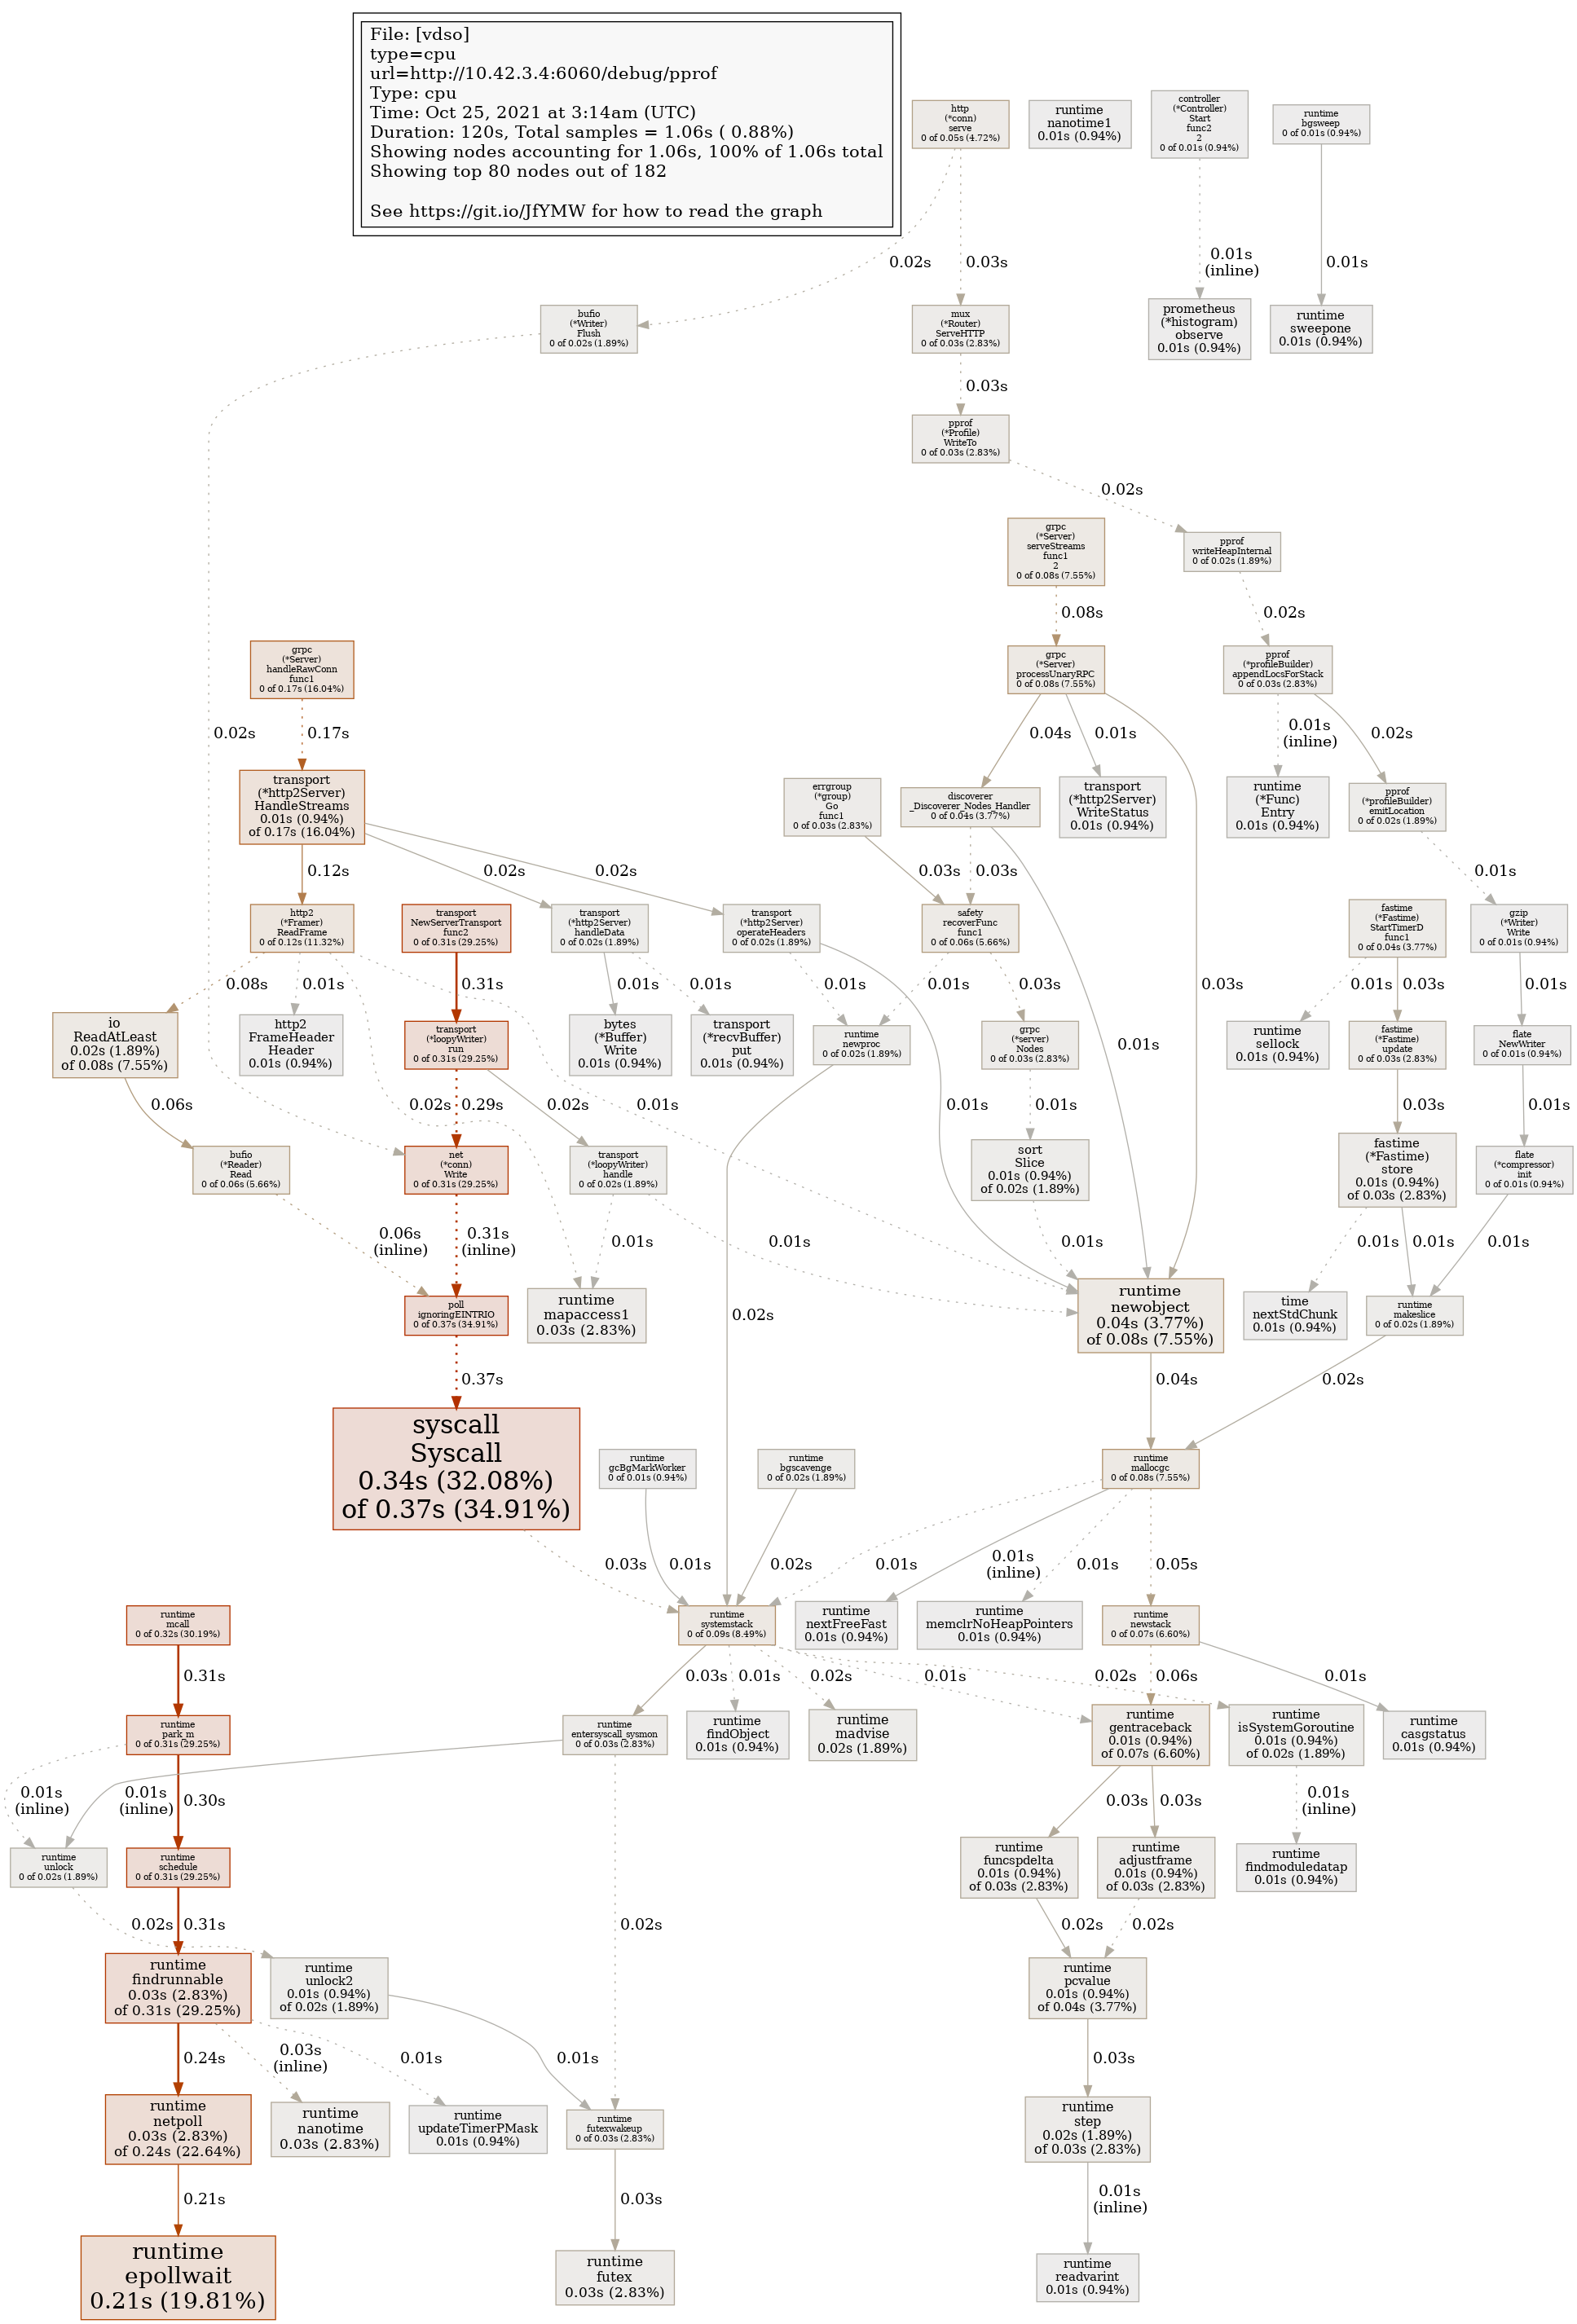 File: [vdso]
type=cpu
url=http://10.42.3.4:6060/debug/pprof
Type: cpu
Time: Oct 25, 2021 at 3:14am (UTC)
Duration: 120s, Total samples = 1.06s ( 0.88%)
Showing nodes accounting for 1.06s, 100% of 1.06s total
Showing top 80 nodes out of 182
See https://git.io/JfYMW for how to read the graph
http
(*conn)
serve
0 of 0.05s (4.72%)
runtime
nanotime1
0.01s (0.94%)
controller
(*Controller)
Start
func2
2
0 of 0.01s (0.94%)
runtime
bgsweep
0 of 0.01s (0.94%)
0.02s
0.03s
0.01s
(inline)
0.01s
bufio
(*Writer)
Flush
0 of 0.02s (1.89%)
mux
(*Router)
ServeHTTP
0 of 0.03s (2.83%)
prometheus
(*histogram)
observe
0.01s (0.94%)
runtime
sweepone
0.01s (0.94%)
0.03s
pprof
(*Profile)
WriteTo
0 of 0.03s (2.83%)
0.02s
grpc
(*Server)
serveStreams
func1
2
0 of 0.08s (7.55%)
pprof
writeHeapInternal
0 of 0.02s (1.89%)
0.08s
0.02s
grpc
(*Server)
handleRawConn
func1
0 of 0.17s (16.04%)
grpc
(*Server)
processUnaryRPC
0 of 0.08s (7.55%)
pprof
(*profileBuilder)
appendLocsForStack
0 of 0.03s (2.83%)
0.02s
0.17s
0.04s
0.01s
0.01s
(inline)
0.02s
transport
(*http2Server)
HandleStreams
0.01s (0.94%)
of 0.17s (16.04%)
errgroup
(*group)
Go
func1
0 of 0.03s (2.83%)
discoverer
_Discoverer_Nodes_Handler
0 of 0.04s (3.77%)
transport
(*http2Server)
WriteStatus
0.01s (0.94%)
runtime
(*Func)
Entry
0.01s (0.94%)
pprof
(*profileBuilder)
emitLocation
0 of 0.02s (1.89%)
0.12s
0.02s
0.02s
0.03s
0.03s
0.01s
http2
(*Framer)
ReadFrame
0 of 0.12s (11.32%)
transport
NewServerTransport
func2
0 of 0.31s (29.25%)
transport
(*http2Server)
handleData
0 of 0.02s (1.89%)
transport
(*http2Server)
operateHeaders
0 of 0.02s (1.89%)
safety
recoverFunc
func1
0 of 0.06s (5.66%)
fastime
(*Fastime)
StartTimerD
func1
0 of 0.04s (3.77%)
gzip
(*Writer)
Write
0 of 0.01s (0.94%)
0.08s
0.01s
0.31s
0.01s
0.01s
0.01s
0.01s
0.03s
0.03s
0.01s
0.03s
0.01s
io
ReadAtLeast
0.02s (1.89%)
of 0.08s (7.55%)
http2
FrameHeader
Header
0.01s (0.94%)
transport
(*loopyWriter)
run
0 of 0.31s (29.25%)
bytes
(*Buffer)
Write
0.01s (0.94%)
transport
(*recvBuffer)
put
0.01s (0.94%)
runtime
newproc
0 of 0.02s (1.89%)
grpc
(*server)
Nodes
0 of 0.03s (2.83%)
0.01s
runtime
sellock
0.01s (0.94%)
fastime
(*Fastime)
update
0 of 0.03s (2.83%)
flate
NewWriter
0 of 0.01s (0.94%)
0.06s
0.02s
0.29s
0.02s
0.01s
0.01s
0.01s
0.03s
0.01s
bufio
(*Reader)
Read
0 of 0.06s (5.66%)
net
(*conn)
Write
0 of 0.31s (29.25%)
transport
(*loopyWriter)
handle
0 of 0.02s (1.89%)
sort
Slice
0.01s (0.94%)
of 0.02s (1.89%)
fastime
(*Fastime)
store
0.01s (0.94%)
of 0.03s (2.83%)
flate
(*compressor)
init
0 of 0.01s (0.94%)
0.06s
(inline)
0.31s
(inline)
0.01s
0.01s
0.01s
0.01s
0.01s
0.01s
poll
ignoringEINTRIO
0 of 0.37s (34.91%)
runtime
mapaccess1
0.03s (2.83%)
0.02s
runtime
newobject
0.04s (3.77%)
of 0.08s (7.55%)
time
nextStdChunk
0.01s (0.94%)
runtime
makeslice
0 of 0.02s (1.89%)
0.37s
0.04s
0.02s
syscall
Syscall
0.34s (32.08%)
of 0.37s (34.91%)
runtime
gcBgMarkWorker
0 of 0.01s (0.94%)
runtime
bgscavenge
0 of 0.02s (1.89%)
runtime
mallocgc
0 of 0.08s (7.55%)
0.03s
0.01s
0.02s
0.01s
0.01s
(inline)
0.01s
0.05s
runtime
mcall
0 of 0.32s (30.19%)
runtime
systemstack
0 of 0.09s (8.49%)
runtime
nextFreeFast
0.01s (0.94%)
runtime
memclrNoHeapPointers
0.01s (0.94%)
runtime
newstack
0 of 0.07s (6.60%)
0.31s
0.03s
0.01s
0.02s
0.01s
0.02s
0.06s
0.01s
runtime
park_m
0 of 0.31s (29.25%)
runtime
entersyscall_sysmon
0 of 0.03s (2.83%)
runtime
findObject
0.01s (0.94%)
runtime
madvise
0.02s (1.89%)
runtime
gentraceback
0.01s (0.94%)
of 0.07s (6.60%)
runtime
isSystemGoroutine
0.01s (0.94%)
of 0.02s (1.89%)
runtime
casgstatus
0.01s (0.94%)
0.01s
(inline)
0.01s
(inline)
0.30s
0.03s
0.03s
0.01s
(inline)
runtime
unlock
0 of 0.02s (1.89%)
runtime
schedule
0 of 0.31s (29.25%)
runtime
funcspdelta
0.01s (0.94%)
of 0.03s (2.83%)
runtime
adjustframe
0.01s (0.94%)
of 0.03s (2.83%)
runtime
findmoduledatap
0.01s (0.94%)
0.02s
0.31s
0.02s
0.02s
0.02s
runtime
findrunnable
0.03s (2.83%)
of 0.31s (29.25%)
runtime
unlock2
0.01s (0.94%)
of 0.02s (1.89%)
runtime
pcvalue
0.01s (0.94%)
of 0.04s (3.77%)
0.24s
0.03s
(inline)
0.01s
0.01s
0.03s
runtime
netpoll
0.03s (2.83%)
of 0.24s (22.64%)
runtime
nanotime
0.03s (2.83%)
runtime
updateTimerPMask
0.01s (0.94%)
runtime
futexwakeup
0 of 0.03s (2.83%)
runtime
step
0.02s (1.89%)
of 0.03s (2.83%)
0.21s
0.03s
0.01s
(inline)
runtime
epollwait
0.21s (19.81%)
runtime
futex
0.03s (2.83%)
runtime
readvarint
0.01s (0.94%)